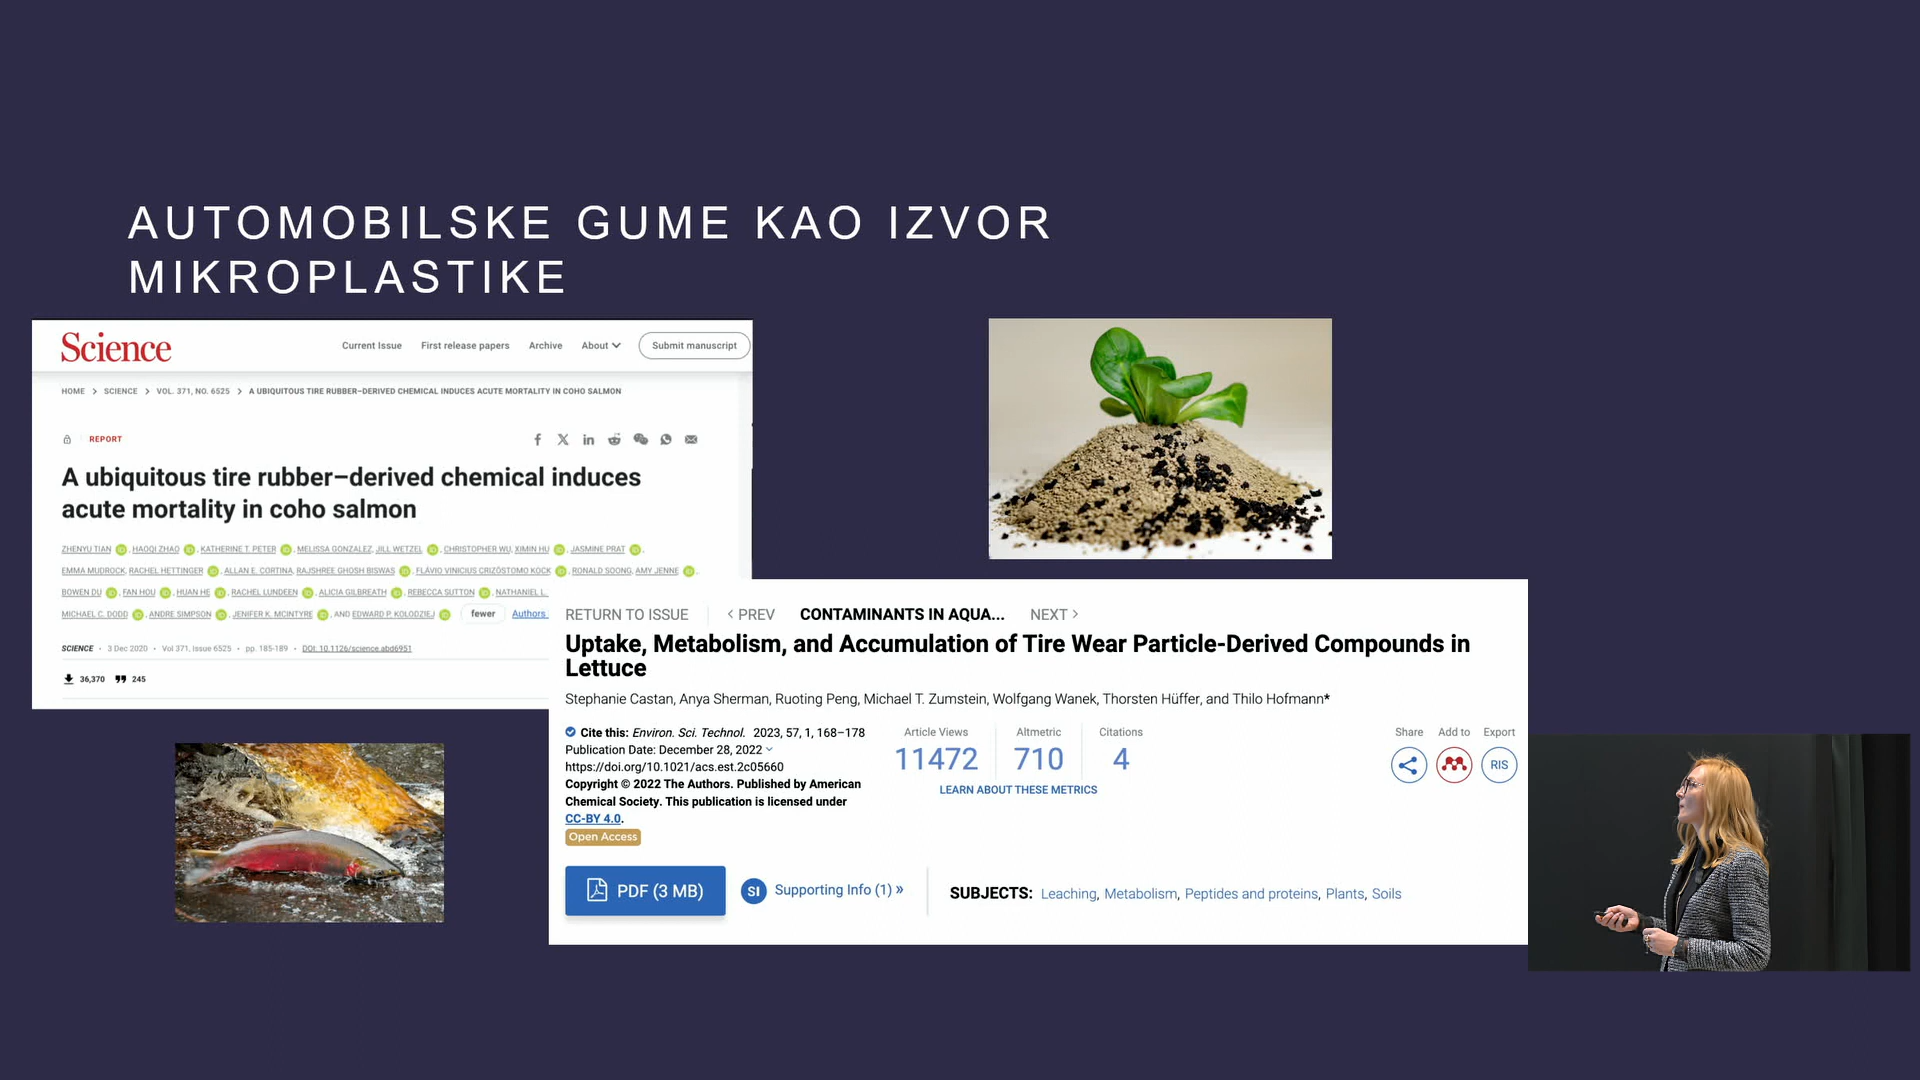 AUTOMOBILSKE GUME KAO IZVOR
MIKROPLASTIKE
Science
Current Issue First release papers Archive About Submit manuscript
HOME > SCIENCE > VOL. 371, NO. 6525 > A UBIQUITOUS TIRE RUBBER–DERIVED CHEMICAL INDUCES ACUTE MORTALITY IN COHO SALMON
REPORT
A ubiquitous tire rubber–derived chemical induces
acute mortality in coho salmon
ZHENYU TIAN, HAOQI ZHAO, KATHERINE T. PETER, MELISSA GONZALEZ, JILL WETZEL, CHRISTOPHER WU, XIMIN HU, JASMINE PRAT,
EMMA MUDROCK, RACHEL HETTINGER, ALLAN E. CORTINA, RAJSHREE GHOSH BISWAS, FLÁVIO VINICIUS CRIZÓSTOMO KOCK, RONALD SOONG, AMY JENNE,
BOWEN DU, FAN HOU, HUAN HE, RACHEL LUNDEEN, ALICIA GILBREATH, REBECCA SUTTON, NATHANIEL L.
MICHAEL C. DODD, ANDRE SIMPSON, JENIFER K. MCINTYRE, AND EDWARD P. KOLODZIEJ fewer Authors
SCIENCE • 3 Dec 2020 • Vol 371, Issue 6525 • pp. 185-189 • DOI: 10.1126/science.abd6951
36,370 245
RETURN TO ISSUE < PREV CONTAMINANTS IN AQUA... NEXT >
Uptake, Metabolism, and Accumulation of Tire Wear Particle-Derived Compounds in
Lettuce
Stephanie Castan, Anya Sherman, Ruoting Peng, Michael T. Zumstein, Wolfgang Wanek, Thorsten Hüffer, and Thilo Hofmann*
Cite this: Environ. Sci. Technol. 2023, 57, 1, 168–178
Publication Date: December 28, 2022
https://doi.org/10.1021/acs.est.2c05660
Copyright © 2022 The Authors. Published by American
Chemical Society. This publication is licensed under
CC-BY 4.0.
Open Access
Article Views Altmetric Citations
11472 710 4
LEARN ABOUT THESE METRICS
Share Add to Export
RIS
PDF (3 MB) SI Supporting Info (1) »
SUBJECTS: Leaching, Metabolism, Peptides and proteins, Plants, Soils